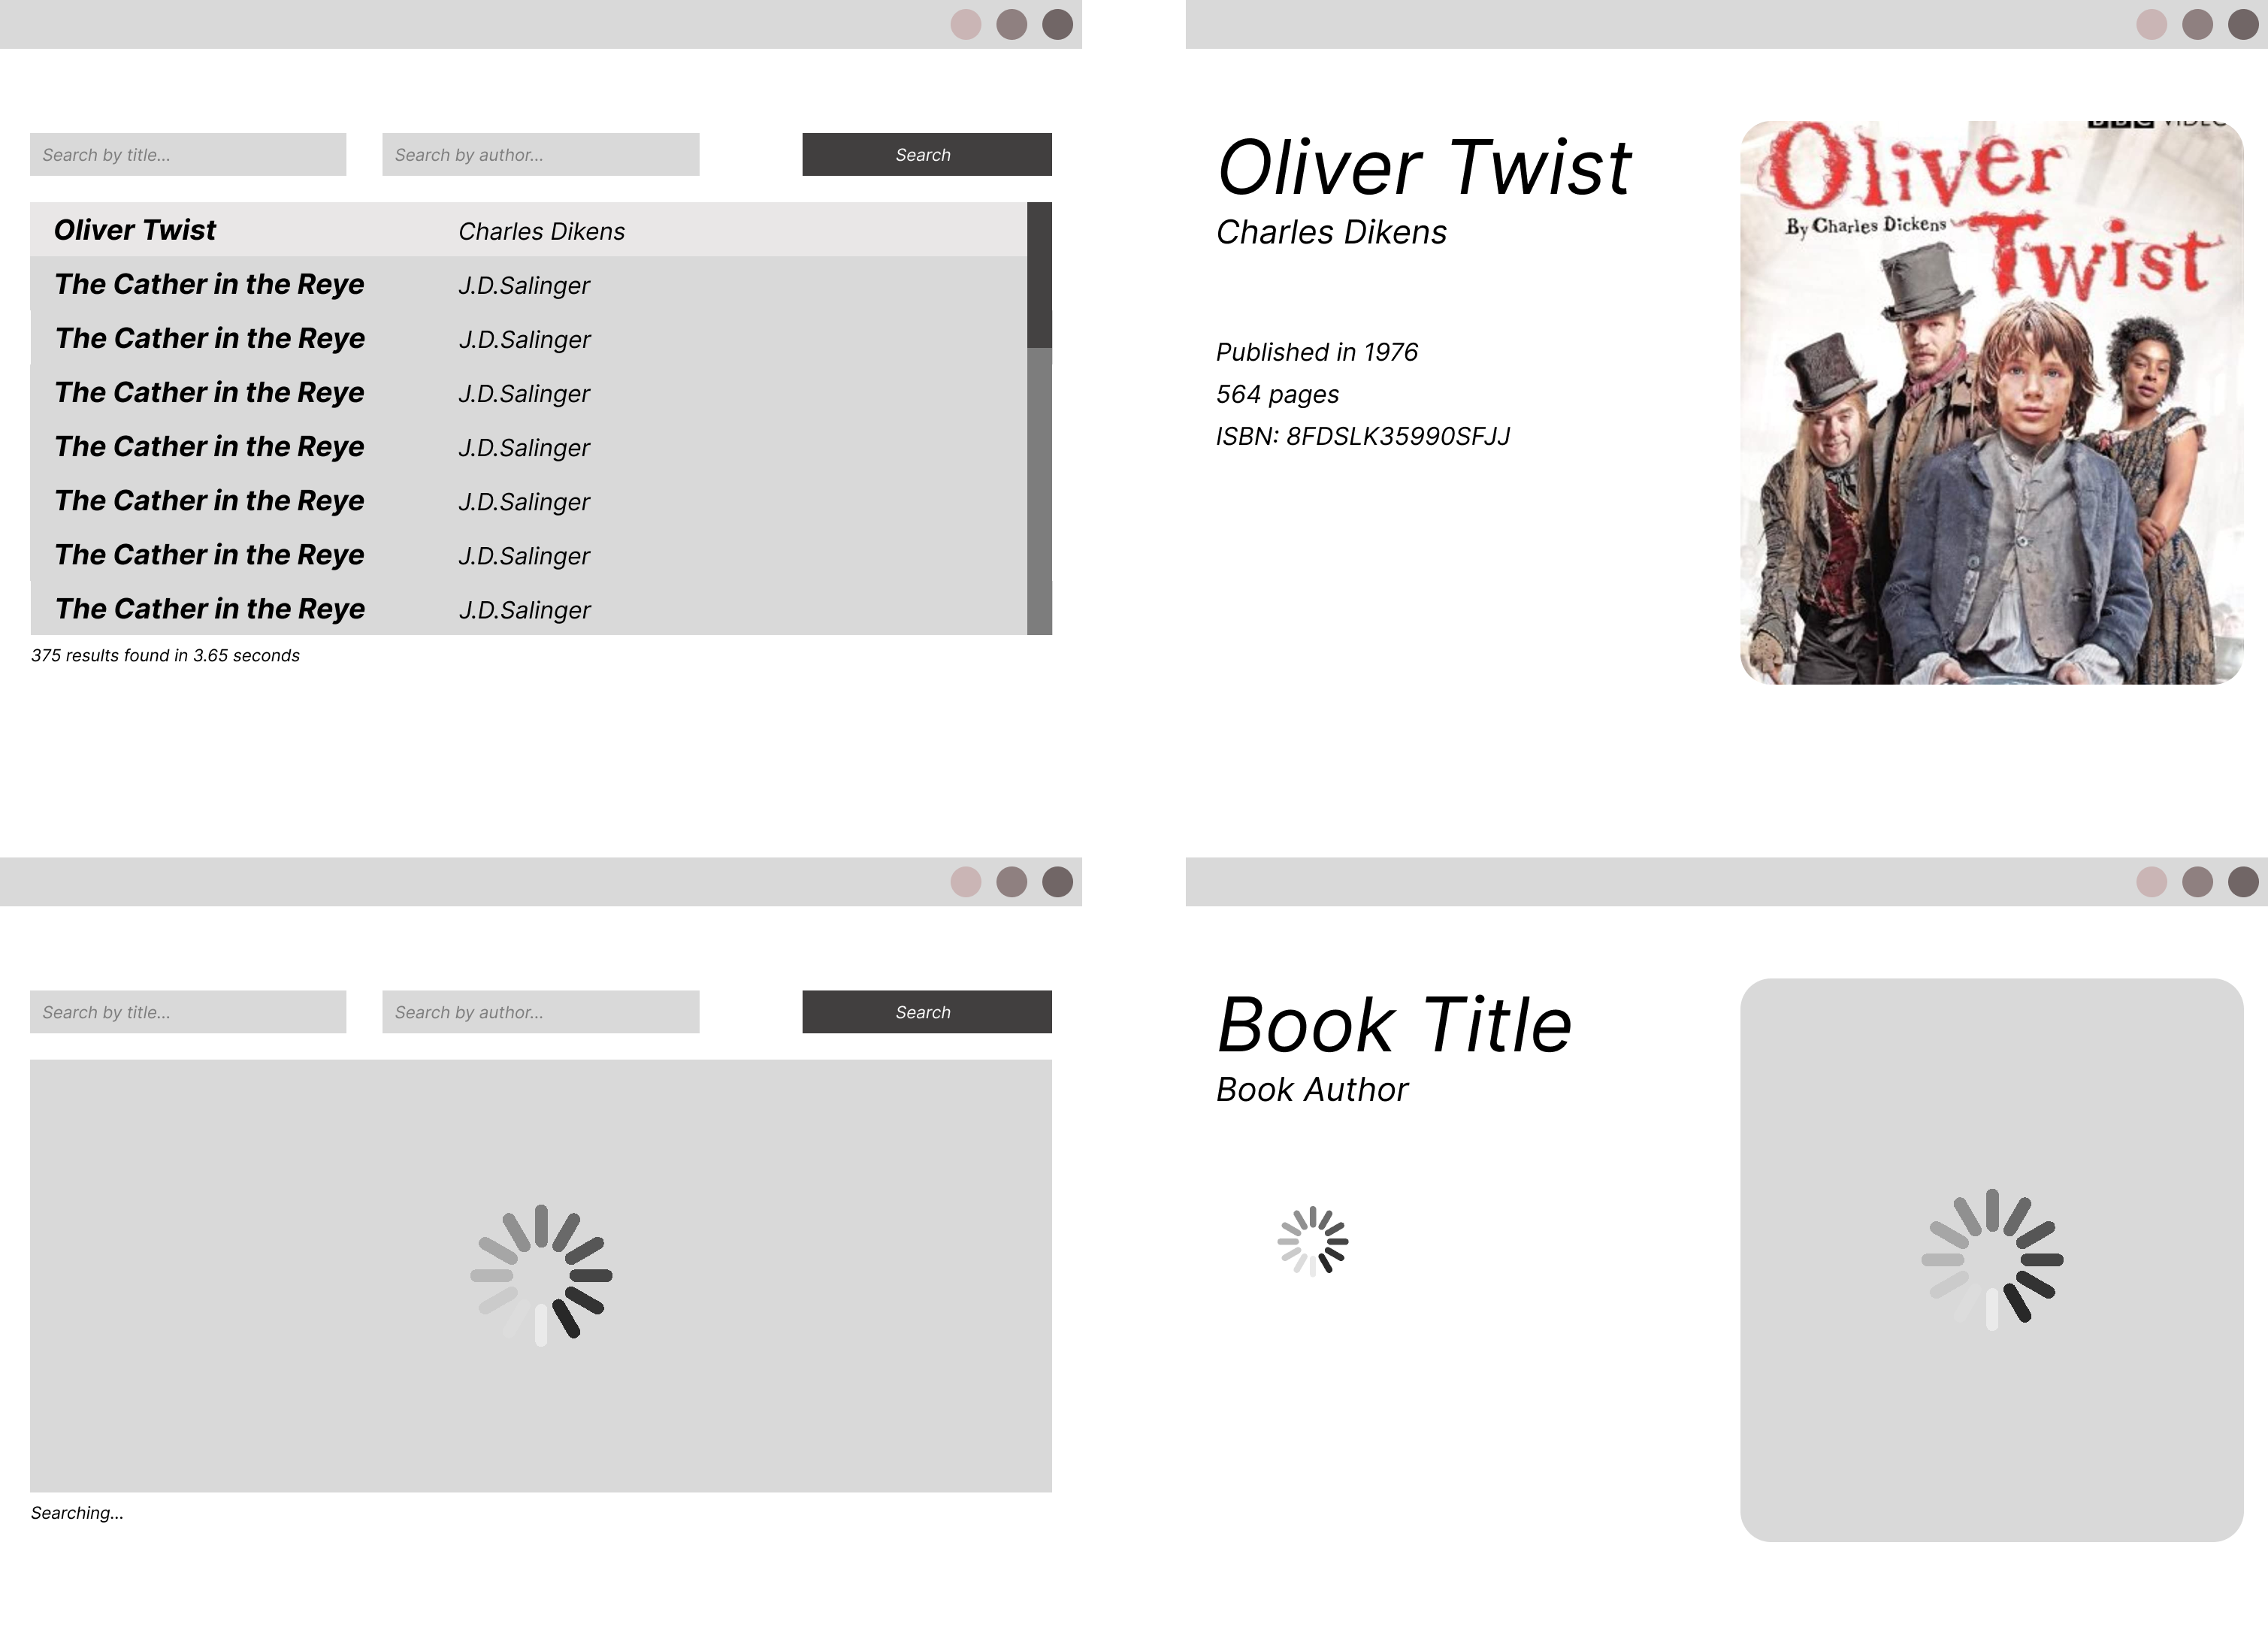 Search by title...
Search by author...
Search
Oliver Twist Charles Dikens
The Cather in the Reye J.D.Salinger
The Cather in the Reye J.D.Salinger
The Cather in the Reye J.D.Salinger
The Cather in the Reye J.D.Salinger
The Cather in the Reye J.D.Salinger
The Cather in the Reye J.D.Salinger
The Cather in the Reye J.D.Salinger
375 results found in 3.65 seconds
Oliver Twist
Charles Dikens
Published in 1976
564 pages
ISBN: 8FDSLK35990SFJJ
BBC VIDEO
Oliver
By Charles Dickens
Twist
Search by title...
Search by author...
Search
Searching...
Book Title
Book Author